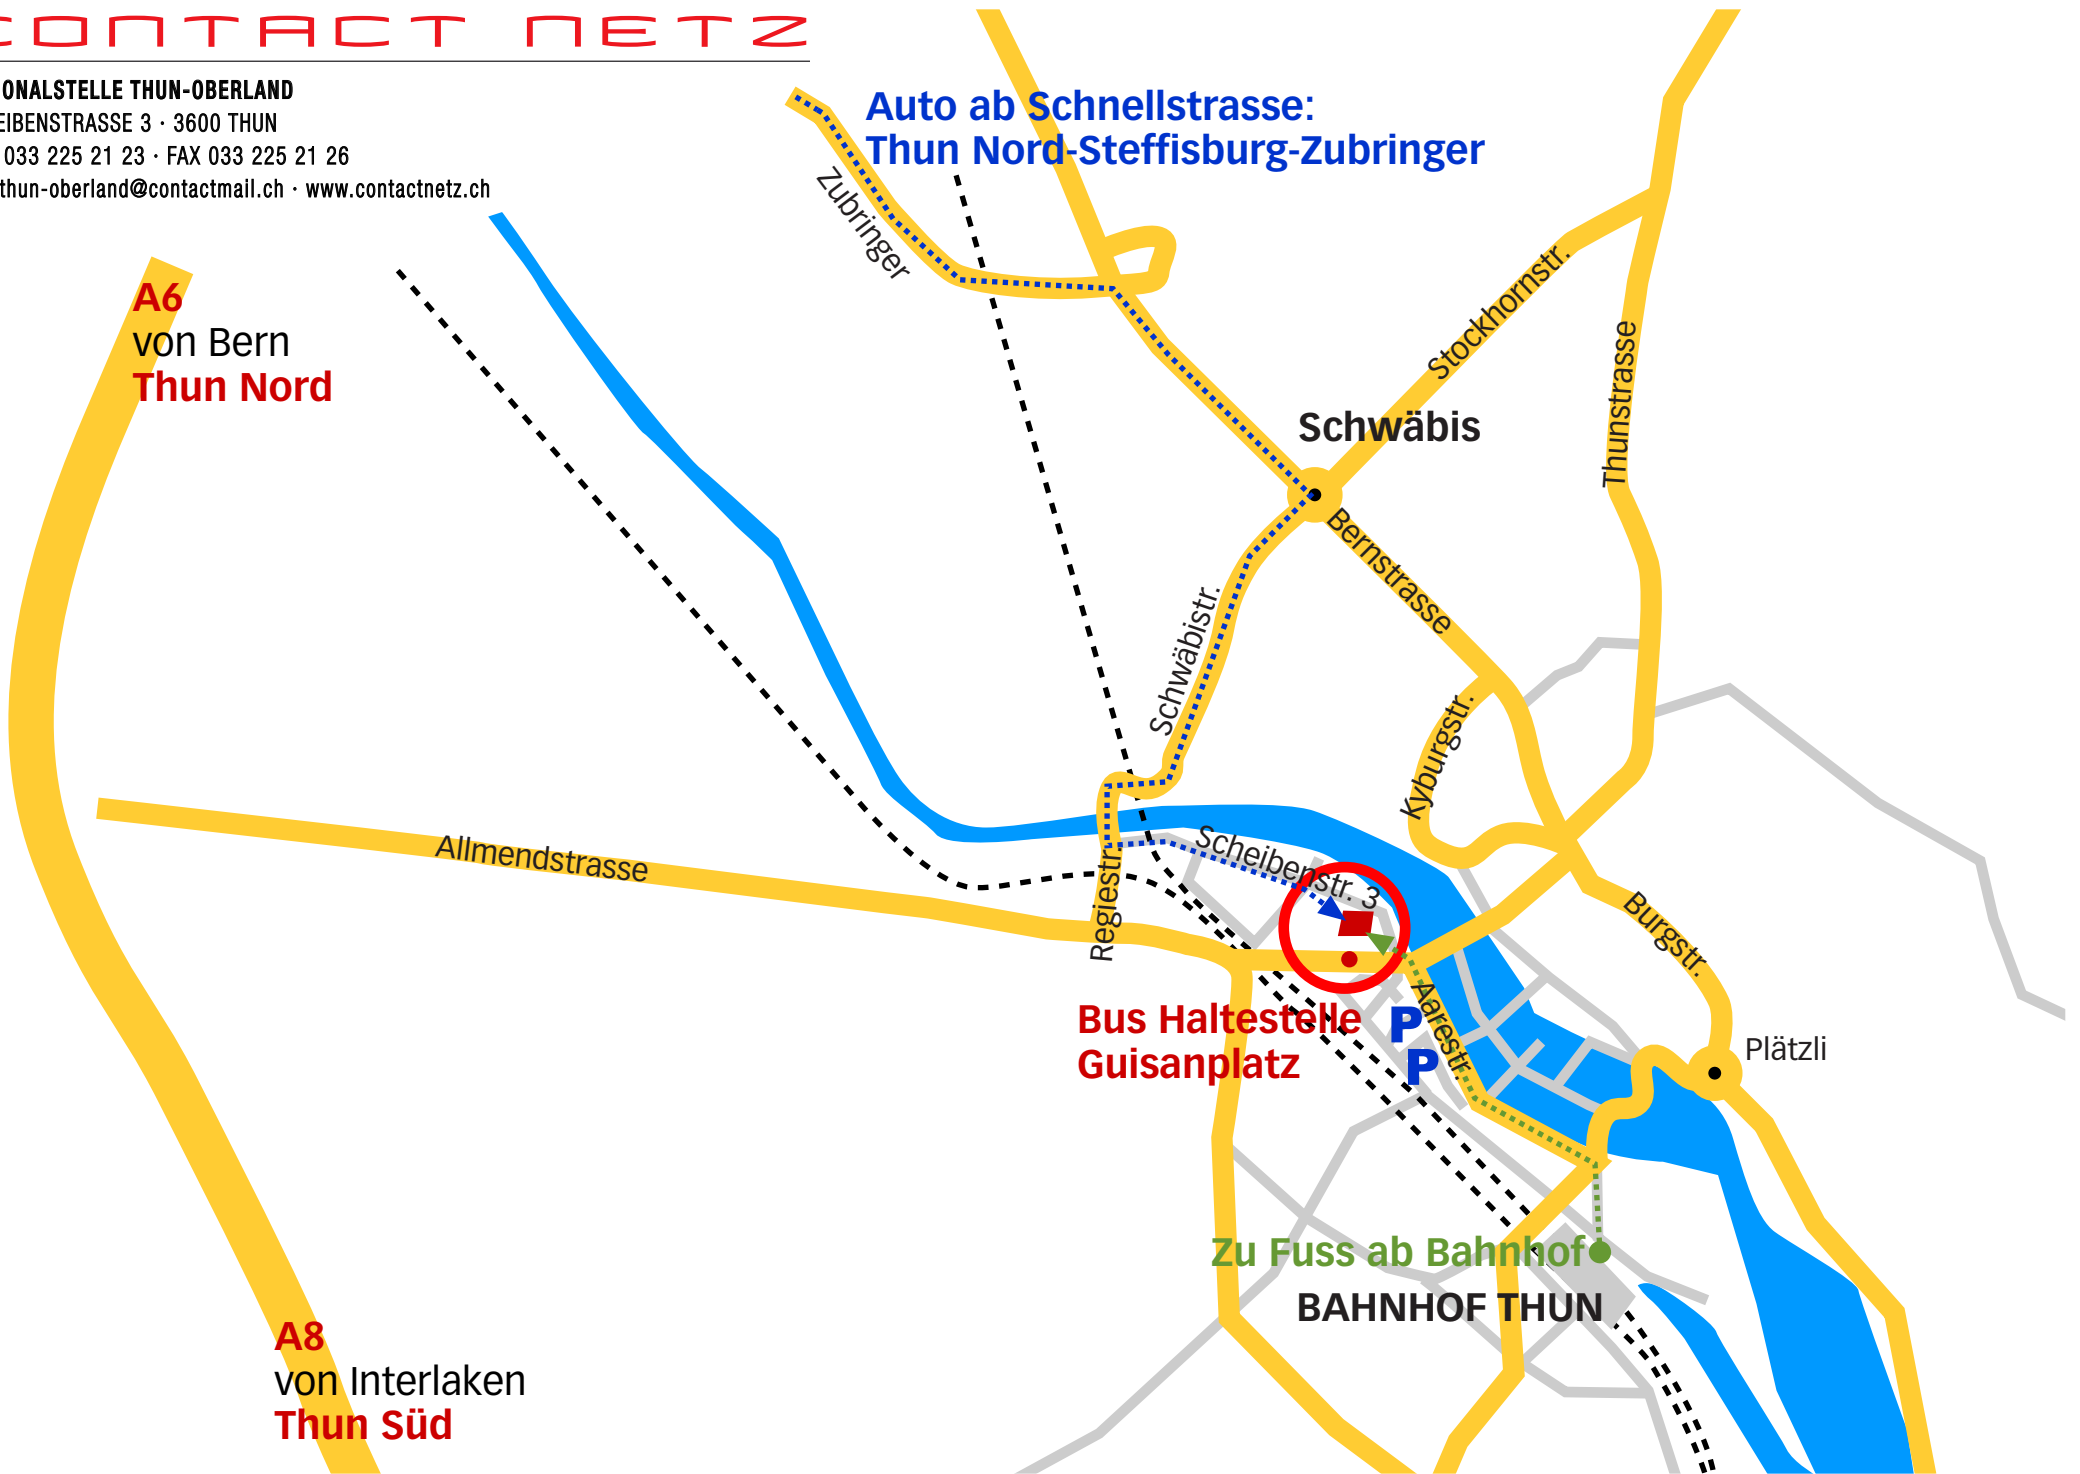 CONTACT NETZ
ONALSTELLE THUN-OBERLAND
EIBENSTRASSE 3 · 3600 THUN
033 225 21 23 · FAX 033 225 21 26
thun-oberland@contactmail.ch · www.contactnetz.ch
Auto ab Schnellstrasse:
Thun Nord-Steffisburg-Zubringer
Zubringer
A6
von Bern
Thun Nord
Stockhornstr.
Thunstrasse
Schwäbis
Bernstrasse
Schwäbistr.
Kyburgstr.
Allmendstrasse
Scheibenstr. 3
Regiestr.
Burgstr.
Bus Haltestelle
Guisanplatz
P
P
Aarestr.
Plätzli
Zu Fuss ab Bahnhof
BAHNHOF THUN
A8
von Interlaken
Thun Süd